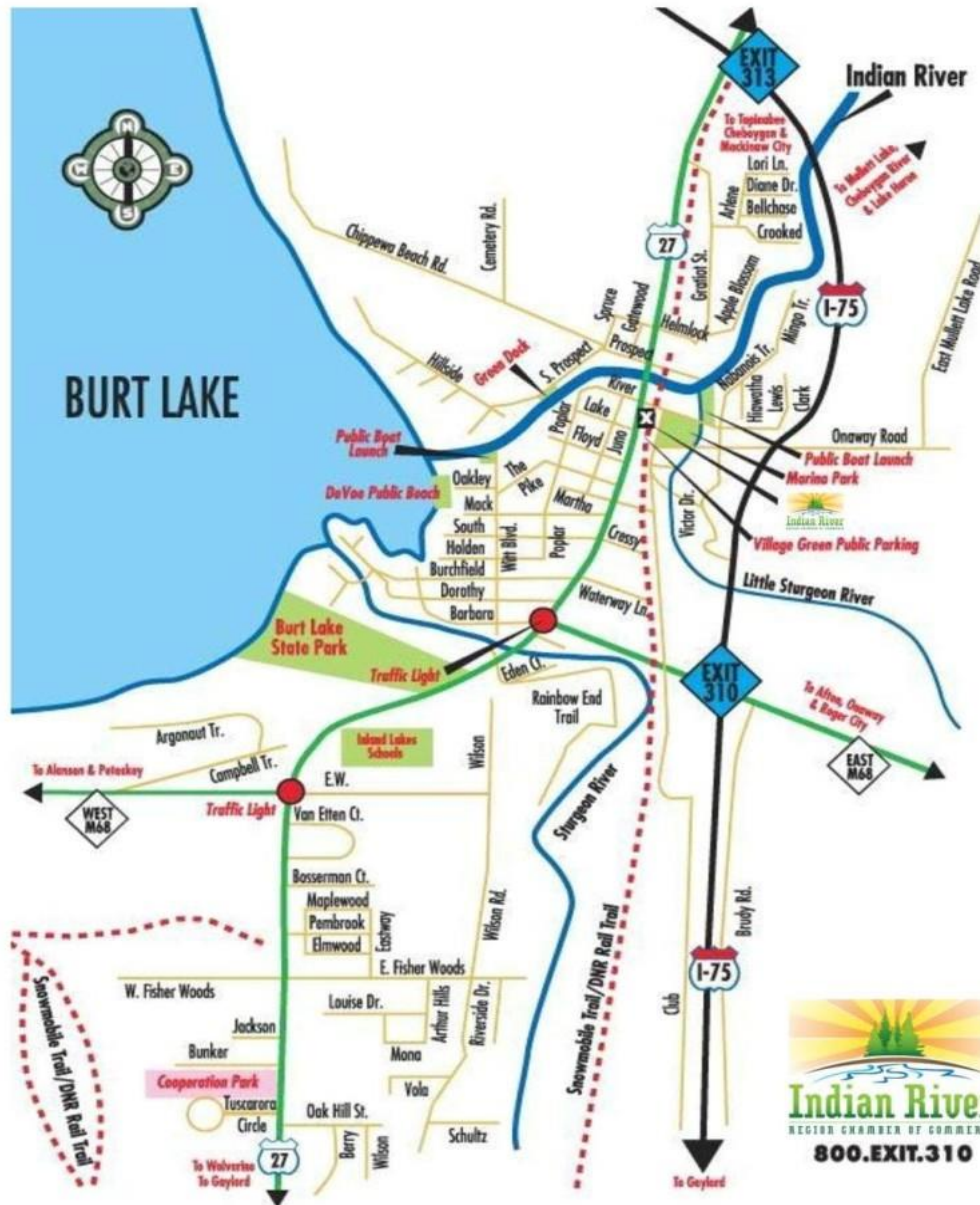 EXIT
313
Indian River
To Topinabee
Cheboygan &
Mackinaw City
To Mullett Lake,
Cheboygan River
& Lake Huron
Lori Ln.
Diane Dr.
Bellchase
Crooked
Arlene
Gratiot St.
Apple Blossom
27
I-75
East Mullett Lake Road
N
E
S
Chippewa Beach Rd.
Cemetery Rd.
Spruce
Gatewood
Helmlock
Prospect
S. Prospect
Hillside
Green Dock
Mingo Tr.
Nabanois Tr.
Hiawatha
Lewis
Clark
BURT LAKE
River
Lake
Poplar
Floyd
Juno
X
Onaway Road
Public Boat
Launch
Public Boat Launch
Marina Park
Indian River
Village Green Public Parking
DeVoe Public Beach
Oakley
The
Pike
Mack
Martha
South
Holden
Witt Blvd.
Poplar
Cressy
Victor Dr.
Burchfield
Dorothy
Barbara
Waterway Ln.
Little Sturgeon River
Burt Lake
State Park
Traffic Light
Eden Ct.
EXIT
310
Rainbow End
Trail
To Afton, Onaway
& Roger City
EAST
M68
Argonaut Tr.
Campbell Tr.
Inland Lakes
Schools
Wilson
To Alanson & Petoskey
WEST
M68
Traffic Light
E.W.
Sturgeon River
Van Etten Ct.
Bosserman Ct.
Maplewood
Pembrook
Elmwood
Eastway
Wilson Rd.
Brudy Rd.
I-75
Snowmobile Trail/DNR Rail Trail
Snowmobile Trail/DNR Rail Trail
W. Fisher Woods
E. Fisher Woods
Louise Dr.
Arthur Hills
Riverside Dr.
Club
Jackson
Bunker
Mona
Vola
Cooperation Park
Tuscarora
Circle
Oak Hill St.
Berry
Wilson
Schultz
27
To Wolverine
To Gaylord
To Gaylord
Indian Rive
REGION CHAMBER OF COMMER
800.EXIT.310